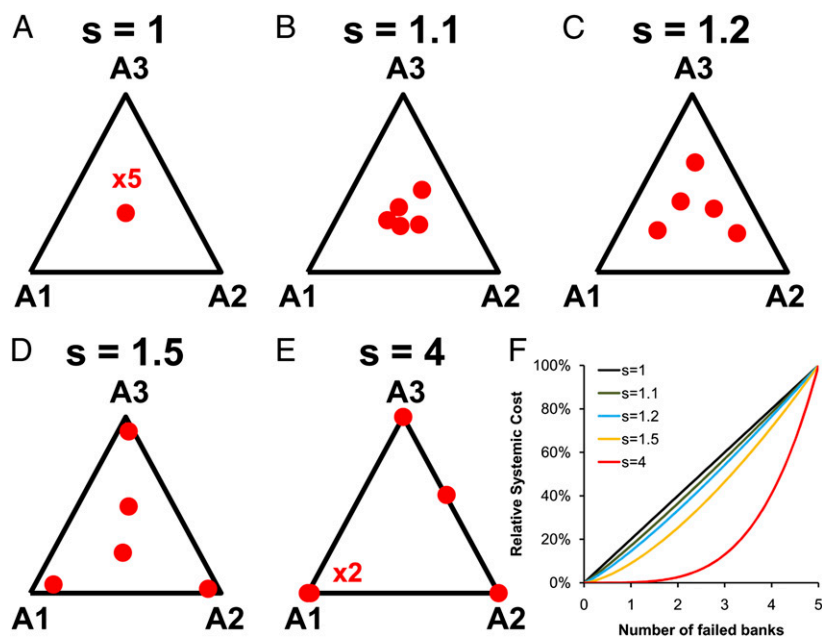 A
s = 1
A3
x5
A1
A2
B
s = 1.1
A3
A1
A2
C
s = 1.2
A3
A1
A2
D
s = 1.5
A3
A1
A2
E
s = 4
A3
x2
A1
A2
F
Relative Systemic Cost
100%
80%
60%
40%
20%
0%
s=1
s=1.1
s=1.2
s=1.5
s=4
0 1 2 3 4 5
Number of failed banks